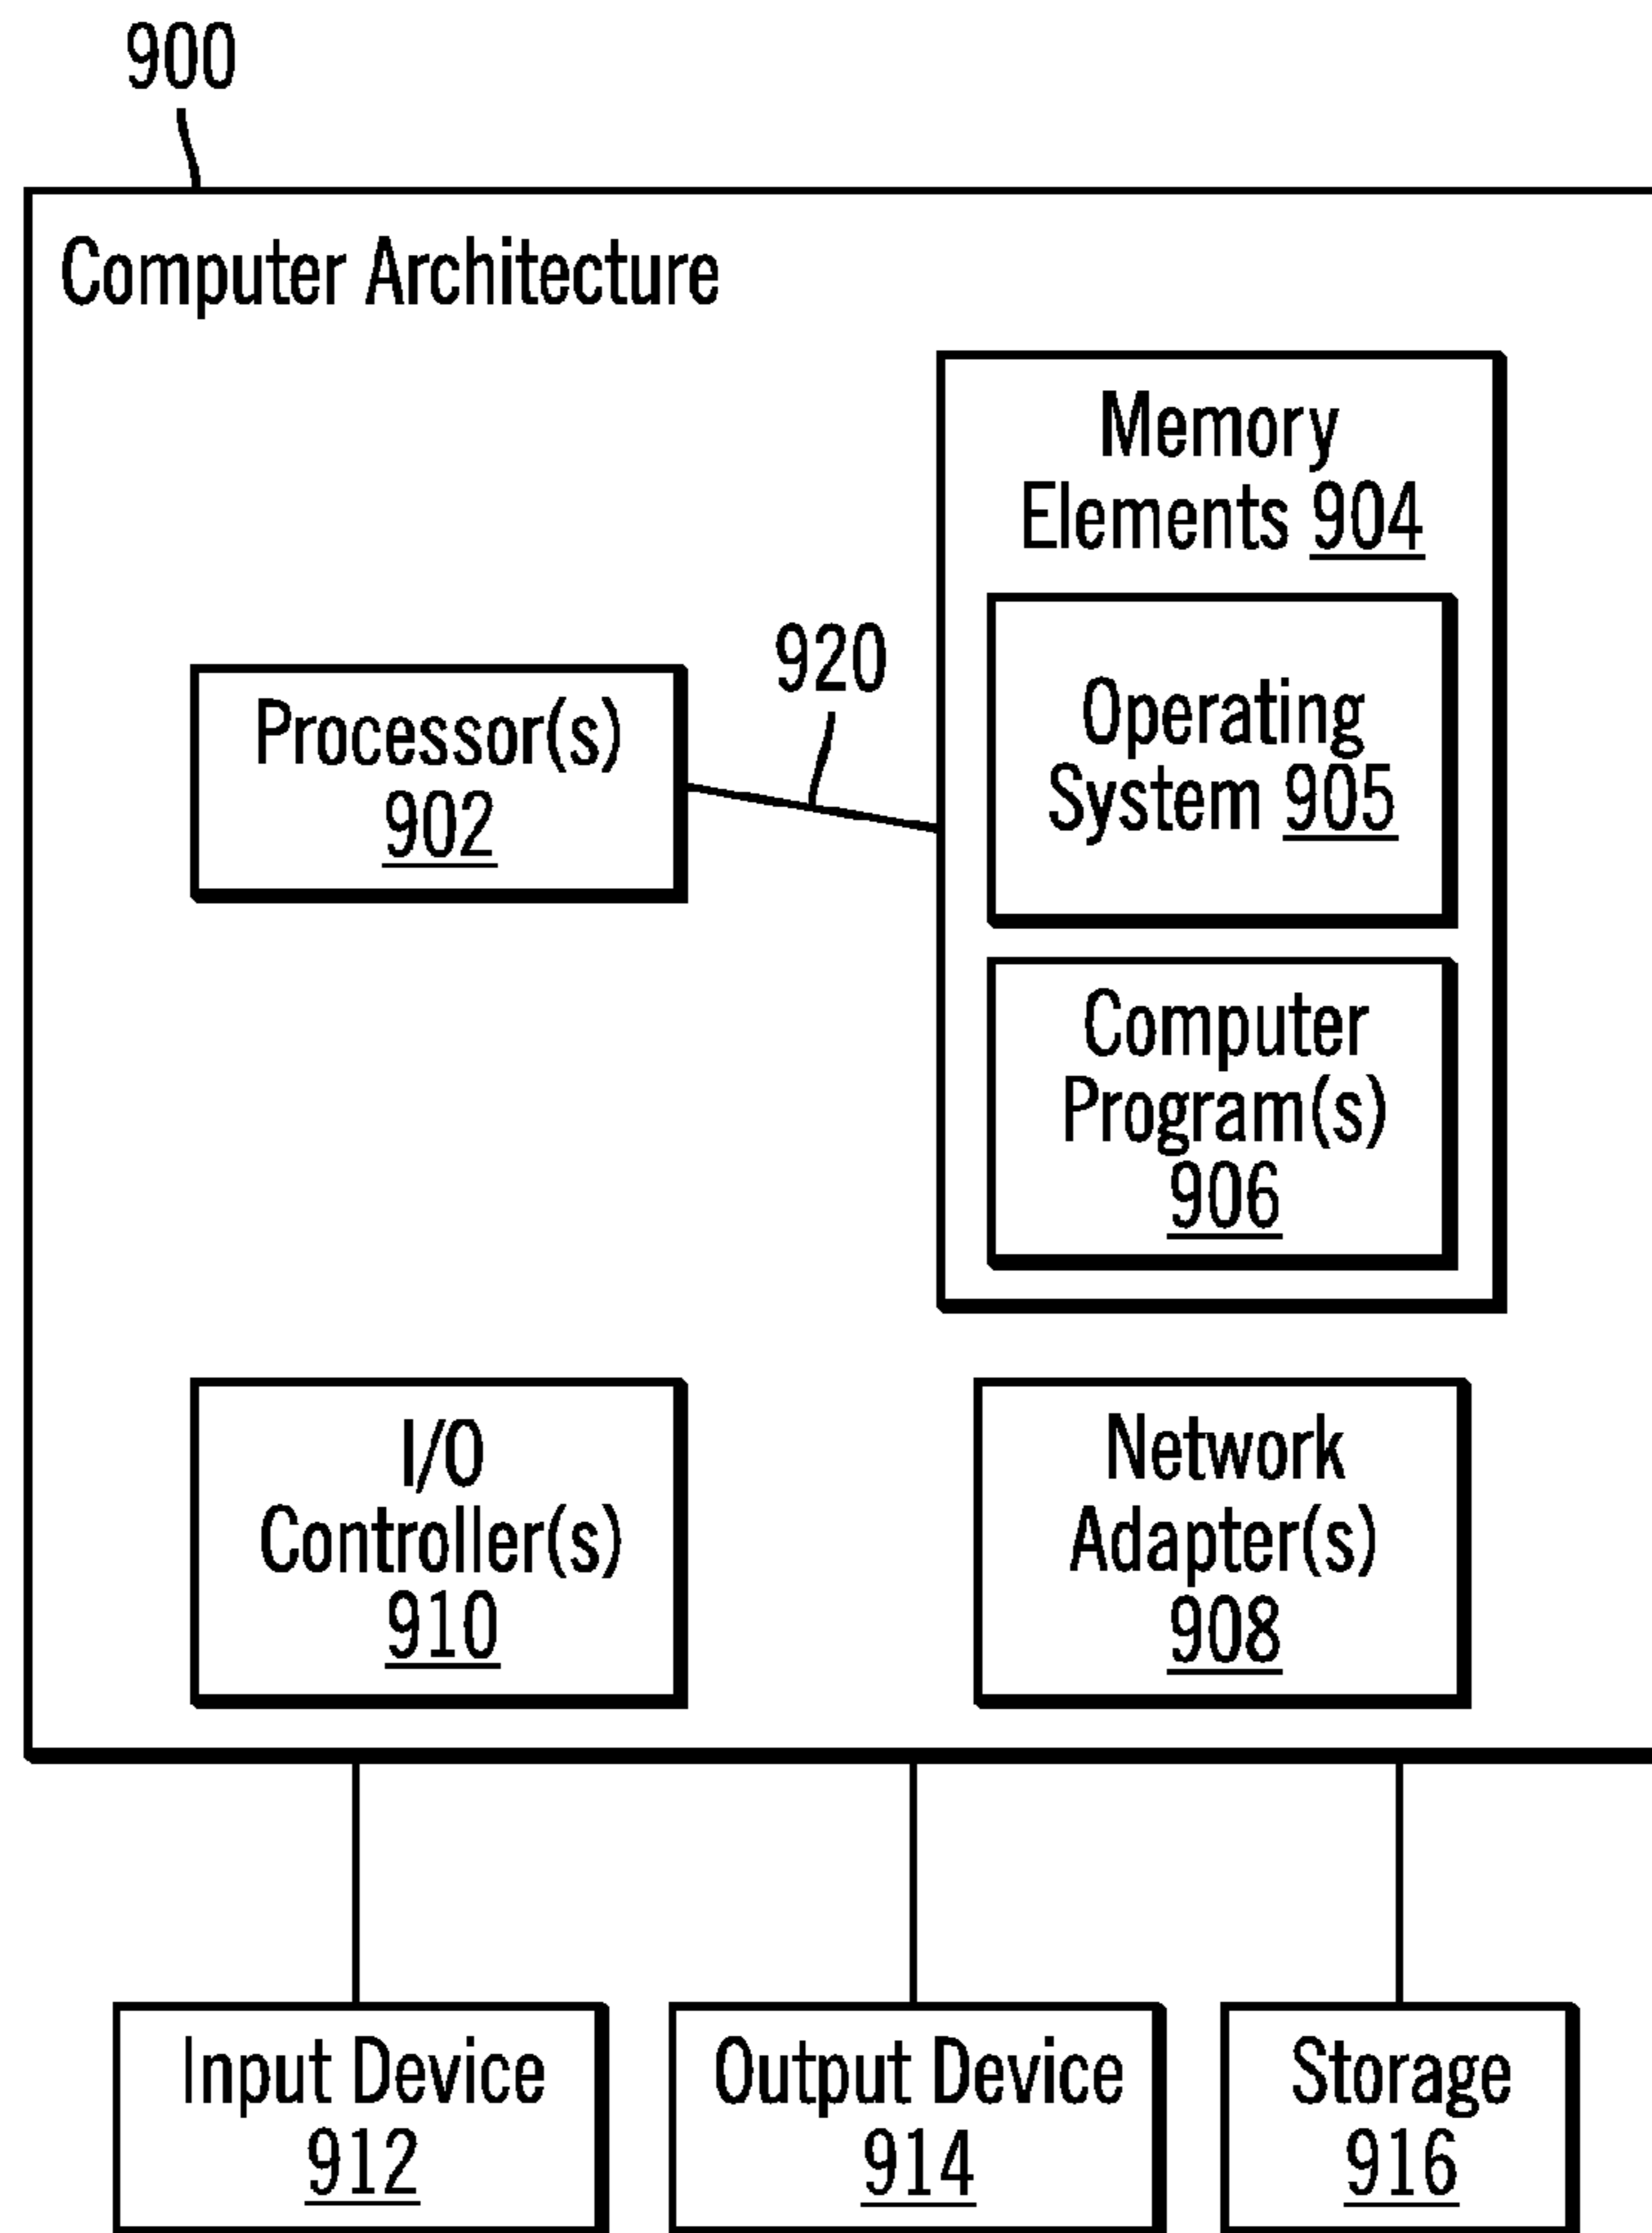 900
Computer Architecture
Memory
Elements 904
920
Processor(s)
902
Operating
System 905
Computer
Program(s)
906
I/O
Controller(s)
910
Network
Adapter(s)
908
Input Device
912
Output Device
914
Storage
916